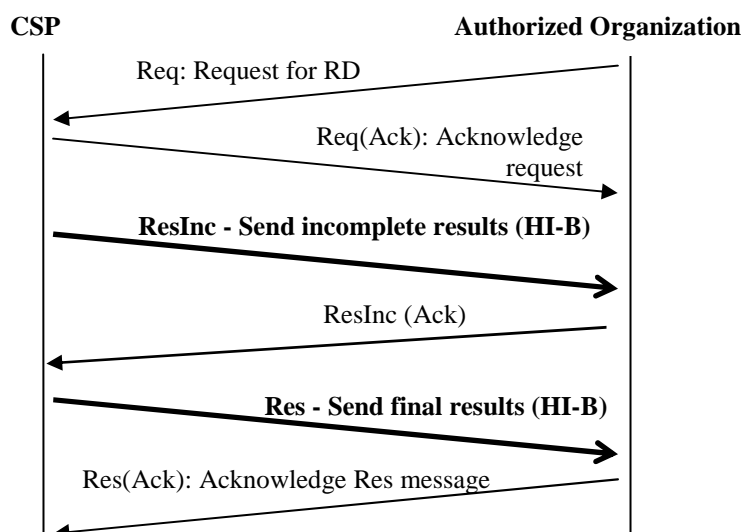 CSP
Authorized Organization
Req: Request for RD
Req(Ack): Acknowledge
request
ResInc - Send incomplete results (HI-B)
ResInc (Ack)
Res - Send final results (HI-B)
Res(Ack): Acknowledge Res message